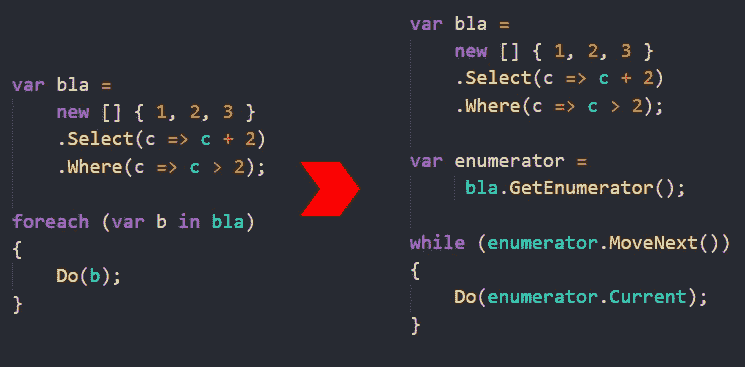 var bla =
new [] { 1, 2, 3 }
.Select(c => c + 2)
.Where(c => c > 2);
foreach (var b in bla)
{
Do(b);
}
var bla =
new [] { 1, 2, 3 }
.Select(c => c + 2)
.Where(c => c > 2);
var enumerator =
bla.GetEnumerator();
while (enumerator.MoveNext())
{
Do(enumerator.Current);
}